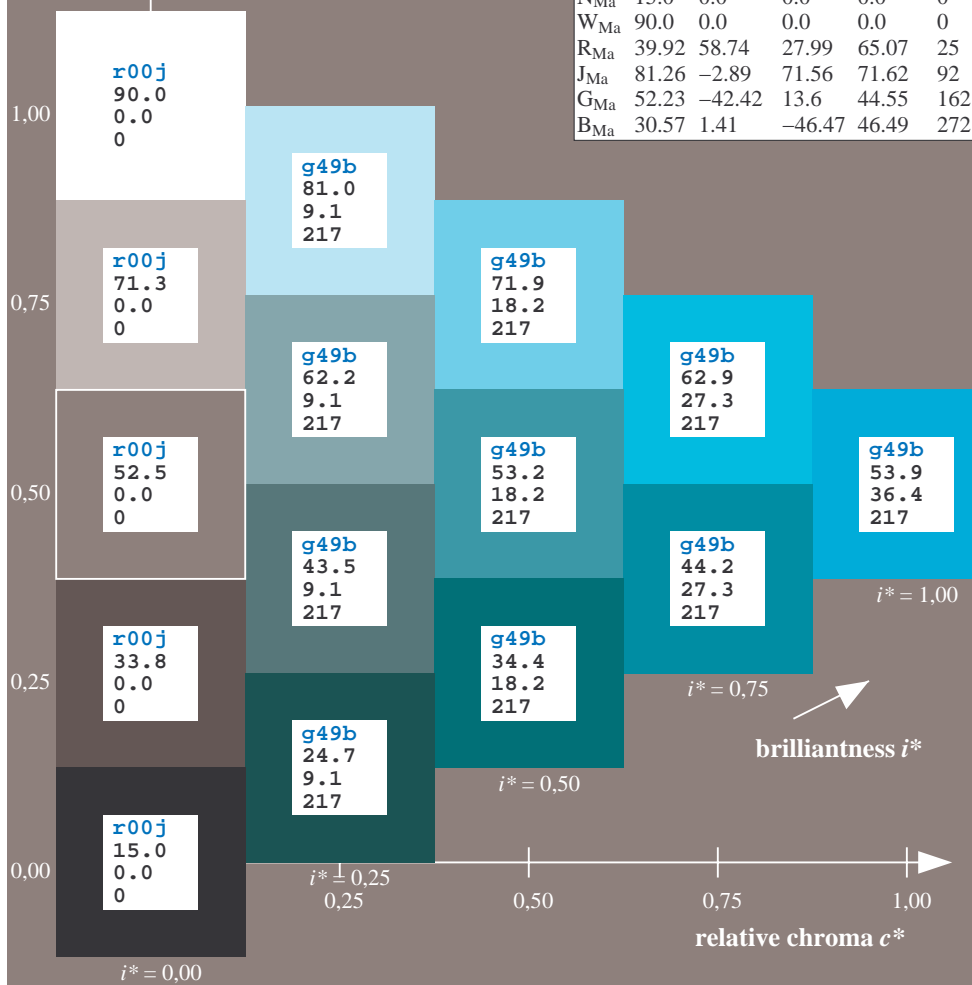 W_Ma 90.0 0.0 0.0 0.0 0
R_Ma 39.92 58.74 27.99 65.07 25
J_Ma 81.26 −2.89 71.56 71.62 92
G_Ma 52.23 −42.42 13.6 44.55 162
B_Ma 30.57 1.41 −46.47 46.49 272
1,00
r00j
90.0
0.0
0
g49b
81.0
9.1
217
0,75
r00j
71.3
0.0
0
g49b
71.9
18.2
217
g49b
62.2
9.1
217
g49b
62.9
27.3
217
0,50
r00j
52.5
0.0
0
g49b
53.2
18.2
217
g49b
53.9
36.4
217
i* = 1,00
g49b
43.5
9.1
217
g49b
44.2
27.3
217
i* = 0,75
0,25
r00j
33.8
0.0
0
g49b
34.4
18.2
217
i* = 0,50
brilliantness i*
g49b
24.7
9.1
217
i* = 0,25
0,00
r00j
15.0
0.0
0
i* = 0,00
0,25 0,50 0,75 1,00
relative chroma c*